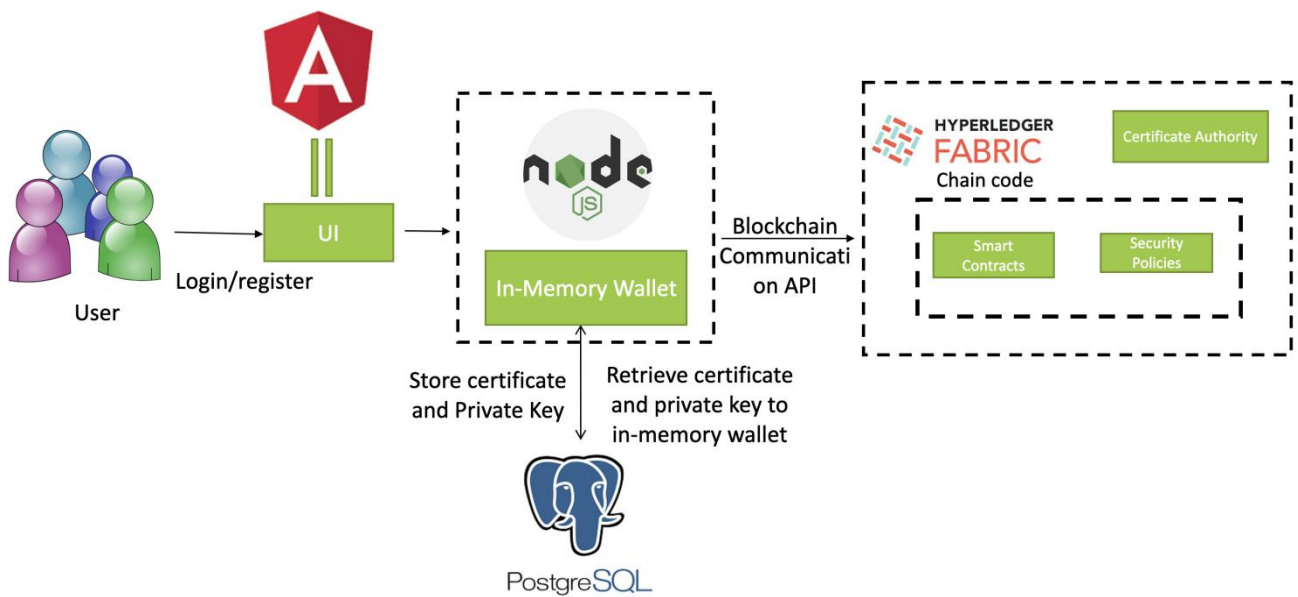 A
User
Login/register
UI
node
JS
In-Memory Wallet
Store certificate
and Private Key
Retrieve certificate
and private key to
in-memory wallet
PostgreSQL
Blockchain
Communicati
on API
HYPERLEDGER
FABRIC
Chain code
Certificate Authority
Smart
Contracts
Security
Policies